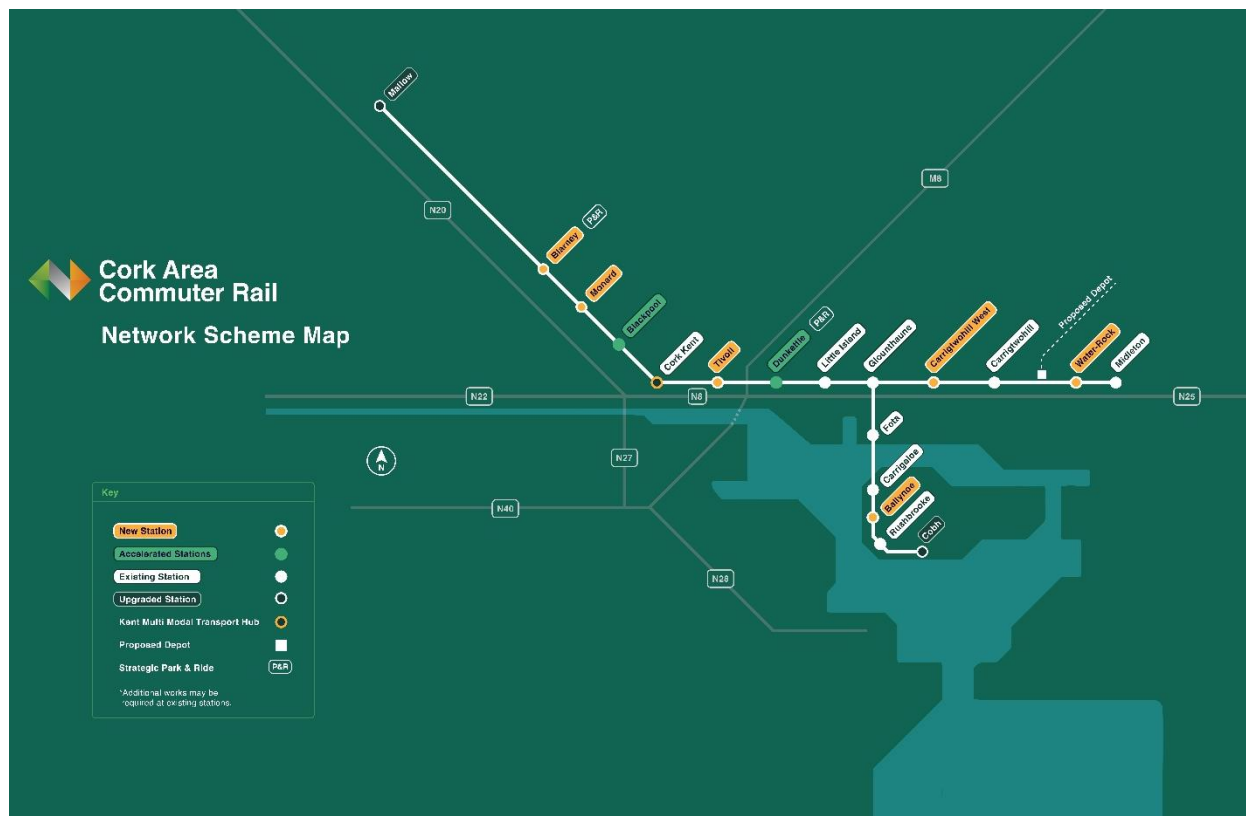 Mallow
M8
N20
Blarney
P&R
Monard
Blackpool
Cork Area
Commuter Rail
Network Scheme Map
Cork Kent
Tivoli
Dunkettle
P&R
Little Island
Glounthaune
Carrigtwohill West
Carrigtwohill
Proposed Depot
Water-Rock
Midleton
N22
N8
N25
Fota
N27
Carrigaloe
Ballynoe
Rushbrooke
Cobh
N
N40
N28
Key
New Station
Accelerated Stations
Existing Station
Upgraded Station
Kent Multi Modal Transport Hub
Proposed Depot
Strategic Park & Ride P&R
*Additional works may be
required at existing stations.